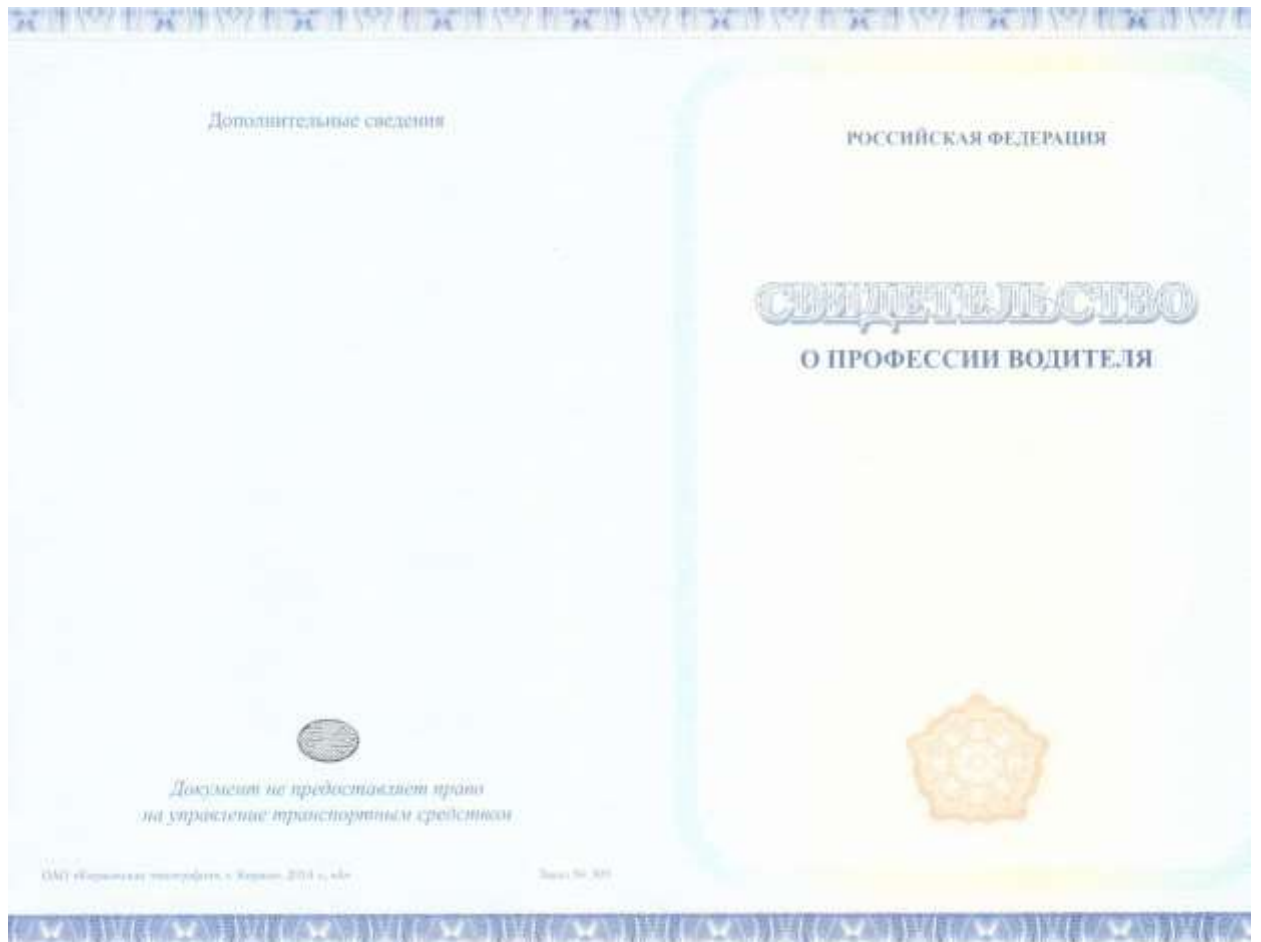 Дополнительные сведения
Документ не предоставляет право
на управление транспортным средством
РОССИЙСКАЯ ФЕДЕРАЦИЯ
СВИДЕТЕЛЬСТВО
О ПРОФЕССИИ ВОДИТЕЛЯ